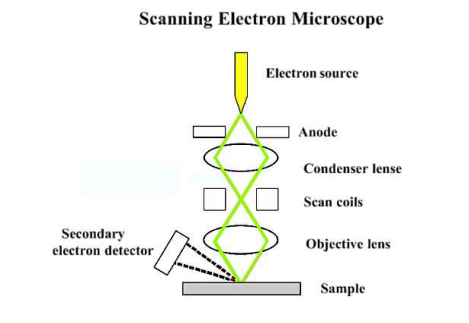 Scanning Electron Microscope
Electron source
Anode
Condenser lense
Scan coils
Secondary
electron detector
Objective lens
Sample